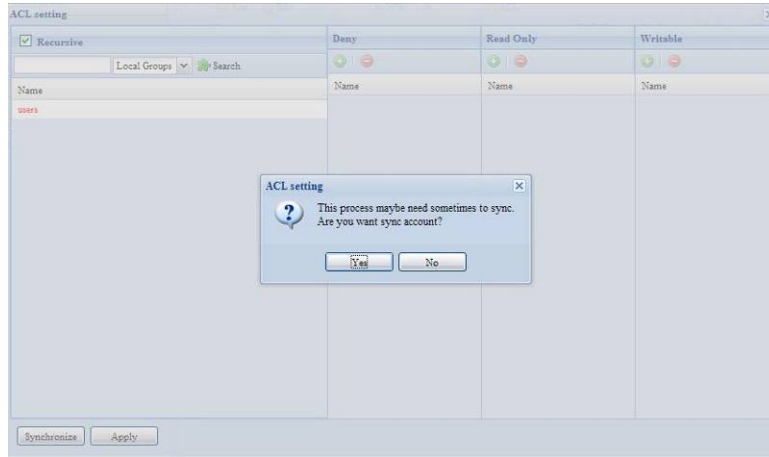 ACL setting
Recursive
Deny
Read Only
Writable
Local Groups
Search
Name
Name
Name
Name
users
ACL setting
This process maybe need sometimes to sync.
Are you want sync account?
Yes
No
Synchronize
Apply